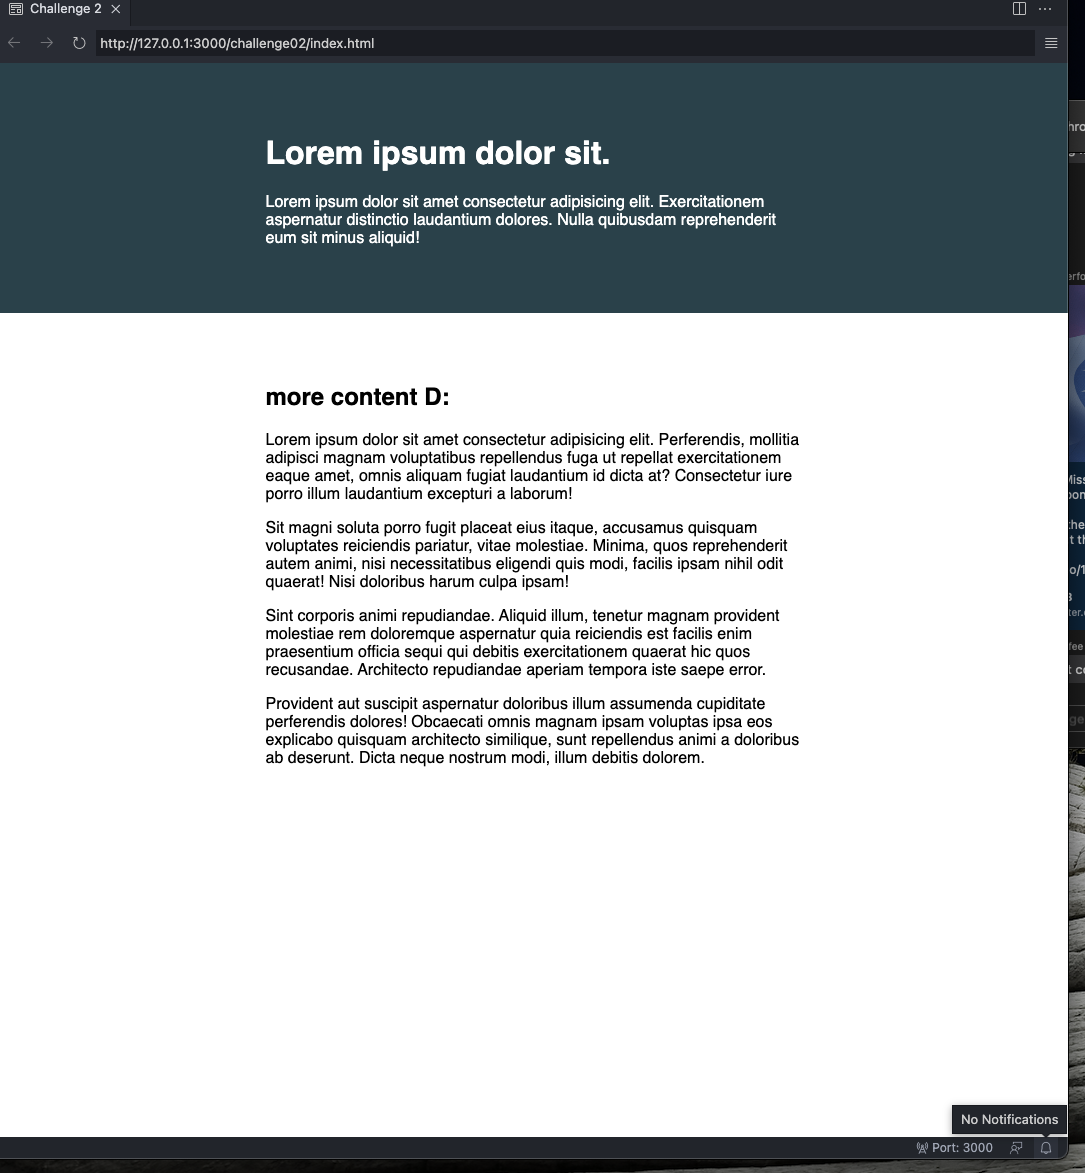 Challenge 2
http://127.0.0.1:3000/challenge02/index.html
Lorem ipsum dolor sit.
Lorem ipsum dolor sit amet consectetur adipisicing elit. Exercitationem
aspernatur distinctio laudantium dolores. Nulla quibusdam reprehenderit
eum sit minus aliquid!
more content D:
Lorem ipsum dolor sit amet consectetur adipisicing elit. Perferendis, mollitia
adipisci magnam voluptatibus repellendus fuga ut repellat exercitationem
eaque amet, omnis aliquam fugiat laudantium id dicta at? Consectetur iure
porro illum laudantium excepturi a laborum!
Sit magni soluta porro fugit placeat eius itaque, accusamus quisquam
voluptates reiciendis pariatur, vitae molestiae. Minima, quos reprehenderit
autem animi, nisi necessitatibus eligendi quis modi, facilis ipsam nihil odit
quaerat! Nisi doloribus harum culpa ipsam!
Sint corporis animi repudiandae. Aliquid illum, tenetur magnam provident
molestiae rem doloremque aspernatur quia reiciendis est facilis enim
praesentium officia sequi qui debitis exercitationem quaerat hic quos
recusandae. Architecto repudiandae aperiam tempora iste saepe error.
Provident aut suscipit aspernatur doloribus illum assumenda cupiditate
perferendis dolores! Obcaecati omnis magnam ipsam voluptas ipsa eos
explicabo quisquam architecto similique, sunt repellendus animi a doloribus
ab deserunt. Dicta neque nostrum modi, illum debitis dolorem.
No Notifications
Port: 3000